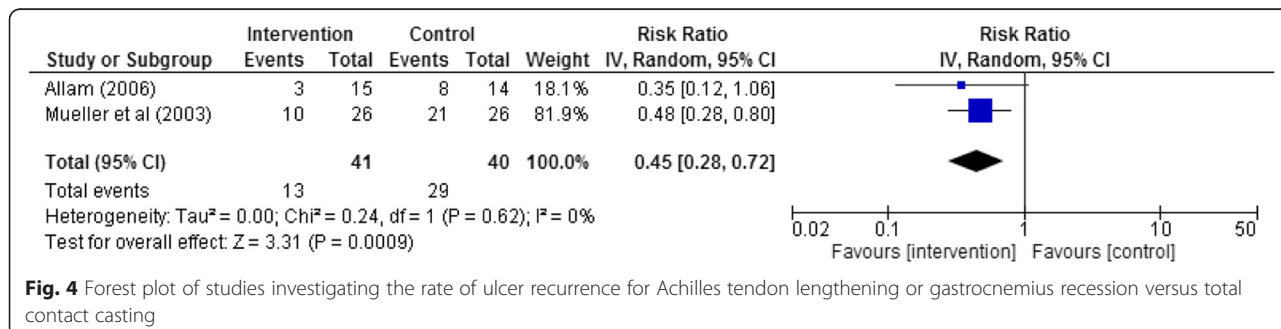 Intervention Control Risk Ratio Risk Ratio
Study or Subgroup Events Total Events Total Weight IV, Random, 95% CI IV, Random, 95% CI
Allam (2006) 3 15 8 14 18.1% 0.35 [0.12, 1.06]
Mueller et al (2003) 10 26 21 26 81.9% 0.48 [0.28, 0.80]
Total (95% CI) 41 40 100.0% 0.45 [0.28, 0.72]
Total events 13 29
Heterogeneity: Tau² = 0.00; Chi² = 0.24, df = 1 (P = 0.62); I² = 0%
Test for overall effect: Z = 3.31 (P = 0.0009)
0.02 0.1 1 10 50
Favours [intervention] Favours [control]
Fig. 4 Forest plot of studies investigating the rate of ulcer recurrence for Achilles tendon lengthening or gastrocnemius recession versus total
contact casting